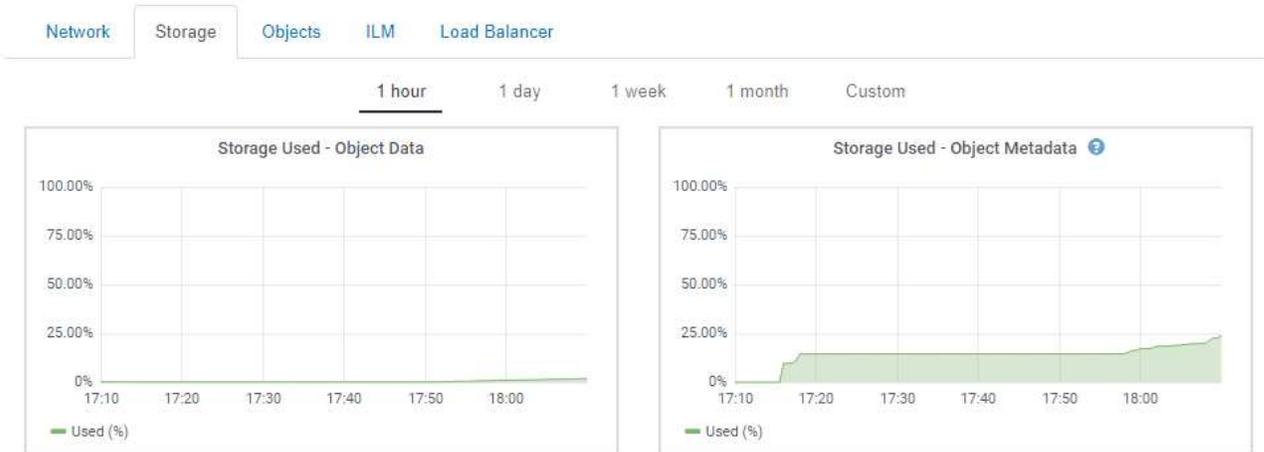 Network Storage Objects ILM Load Balancer
1 hour 1 day 1 week 1 month Custom
Storage Used - Object Data
100.00%
75.00%
50.00%
25.00%
0%
17:10 17:20 17:30 17:40 17:50 18:00
Used (%)
Storage Used - Object Metadata ?
100.00%
75.00%
50.00%
25.00%
0%
17:10 17:20 17:30 17:40 17:50 18:00
Used (%)